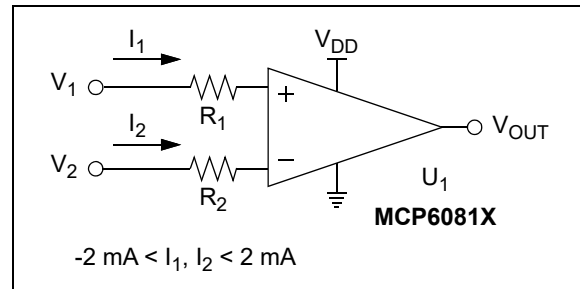 I1
VDD
V1
+
R1
VOUT
I2
V2
−
R2
U1
MCP6081X
-2 mA < I1, I2 < 2 mA